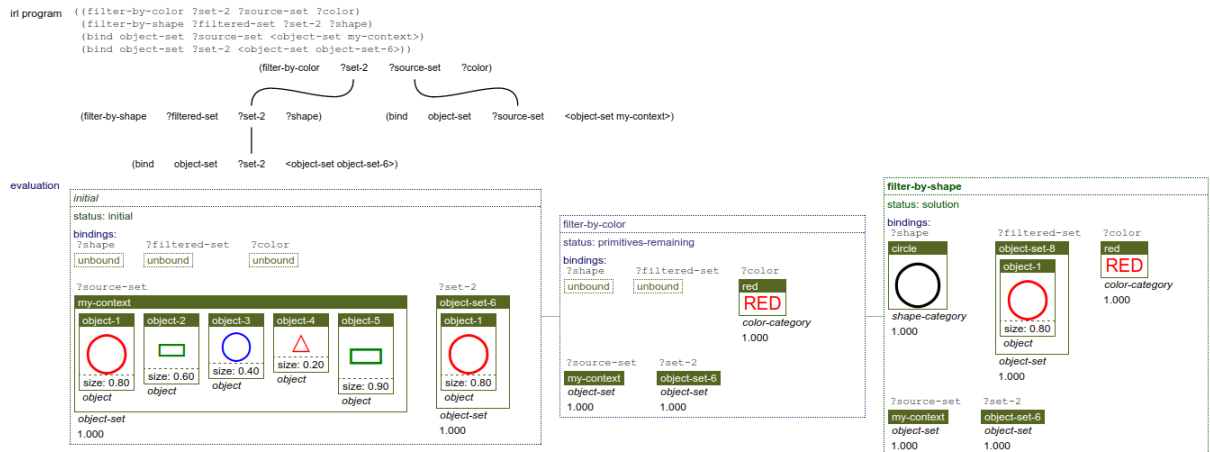 irl program ((filter-by-color ?set-2 ?source-set ?color)
(filter-by-shape ?filtered-set ?set-2 ?shape)
(bind object-set ?source-set <object-set my-context>)
(bind object-set ?set-2 <object-set object-set-6>))
(filter-by-color ?set-2 ?source-set ?color)
(filter-by-shape ?filtered-set ?set-2 ?shape) (bind object-set ?source-set <object-set my-context>)
(bind object-set ?set-2 <object-set object-set-6>)
evaluation
initial
status: initial
bindings:
?shape ?filtered-set ?color
unbound unbound unbound
?source-set ?set-2
my-context object-set-6
object-1 object-2 object-3 object-4 object-5 object-1
size: 0.80 size: 0.60 size: 0.40 size: 0.20 size: 0.90 size: 0.80
object object object object object object
object-set object-set
1.000 1.000
filter-by-color
status: primitives-remaining
bindings:
?shape ?filtered-set ?color
unbound unbound red
RED
color-category
1.000
?source-set ?set-2
my-context object-set-6
object-set object-set
1.000 1.000
filter-by-shape
status: solution
bindings:
?shape ?filtered-set ?color
circle object-set-8 red
object-1 RED
size: 0.80 color-category
shape-category object 1.000
1.000 object-set
1.000
?source-set ?set-2
my-context object-set-6
object-set object-set
1.000 1.000